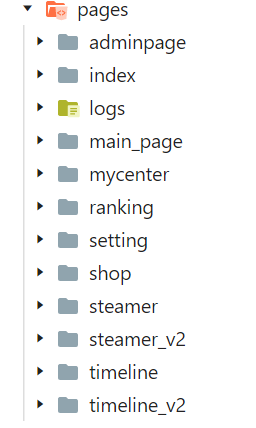 pages
adminpage
index
logs
main_page
mycenter
ranking
setting
shop
steamer
steamer_v2
timeline
timeline_v2